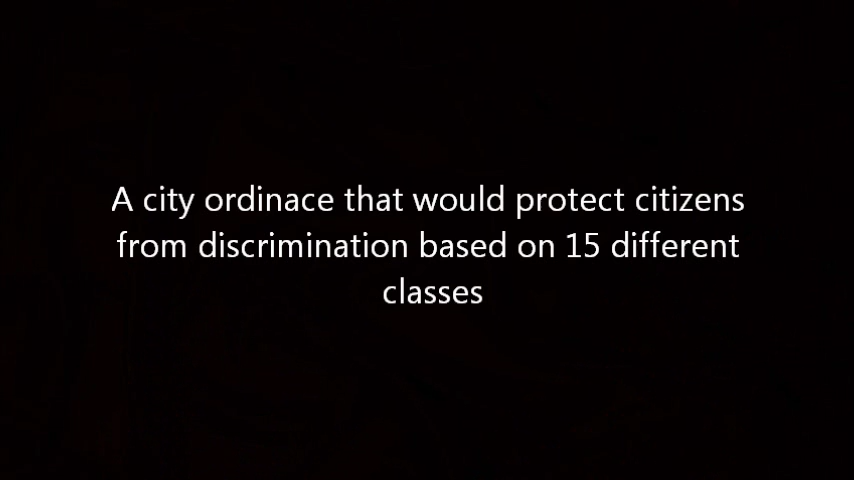 A city ordinace that would protect citizens
from discrimination based on 15 different
classes